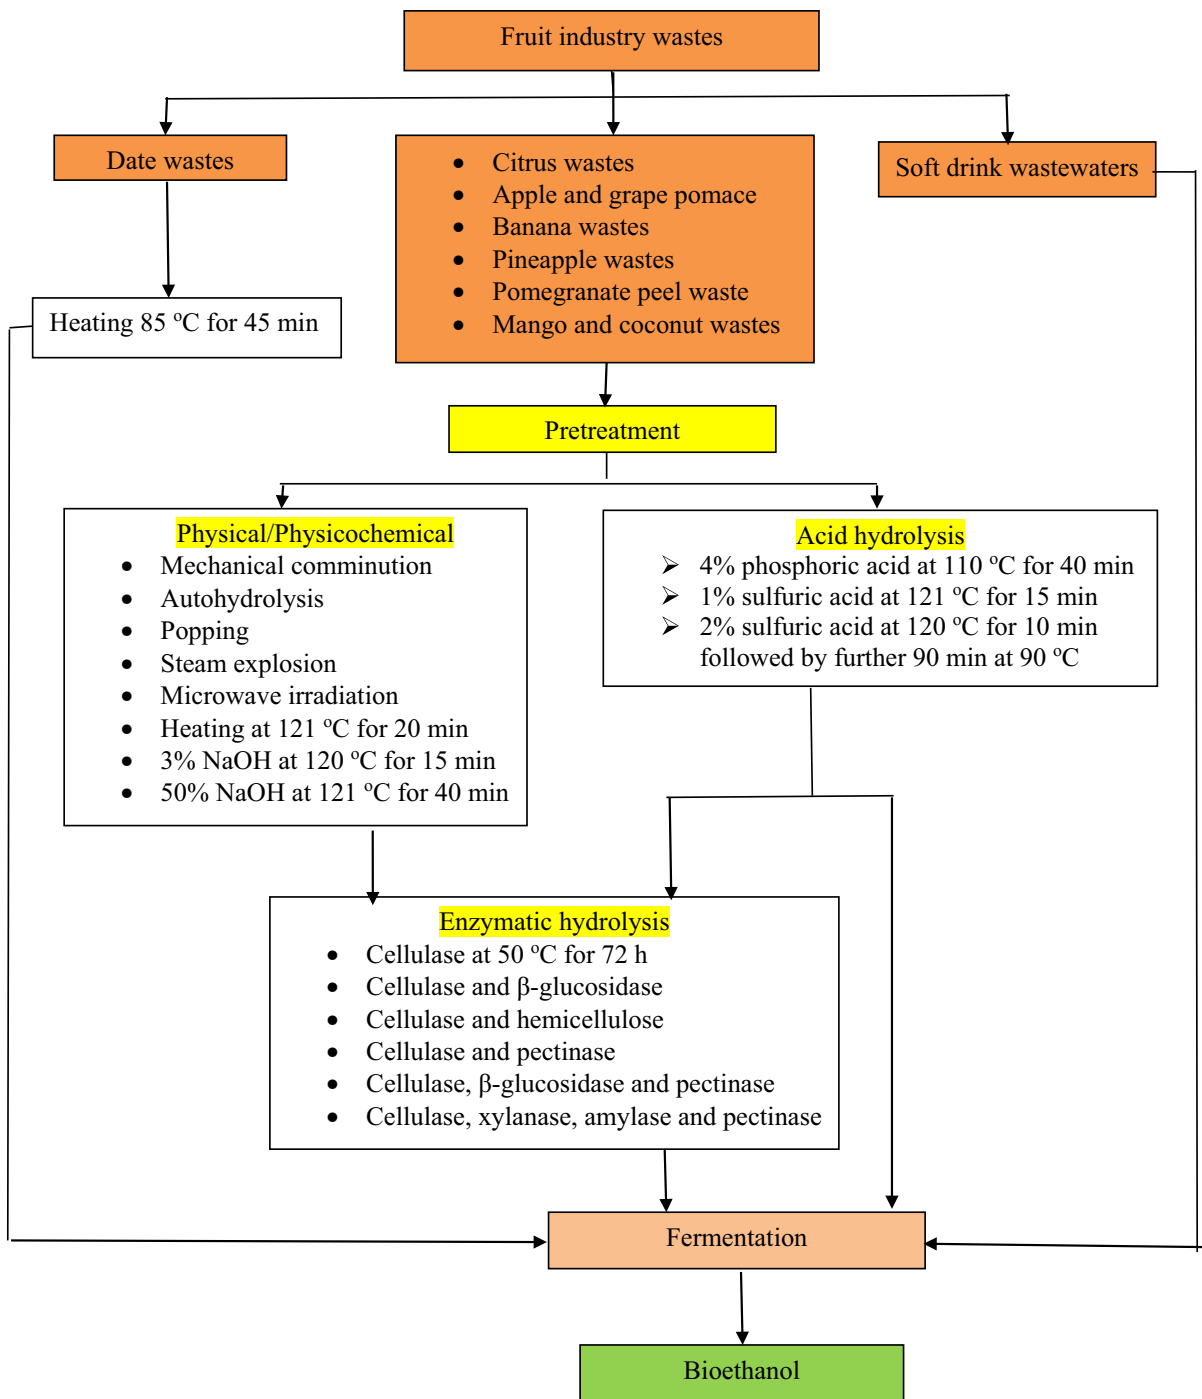 Fruit industry wastes
Date wastes
• Citrus wastes
• Apple and grape pomace
• Banana wastes
• Pineapple wastes
• Pomegranate peel waste
• Mango and coconut wastes
Soft drink wastewaters
Heating 85 ºC for 45 min
Pretreatment
Physical/Physicochemical
• Mechanical comminution
• Autohydrolysis
• Popping
• Steam explosion
• Microwave irradiation
• Heating at 121 ºC for 20 min
• 3% NaOH at 120 ºC for 15 min
• 50% NaOH at 121 ºC for 40 min
Acid hydrolysis
➢ 4% phosphoric acid at 110 ºC for 40 min
➢ 1% sulfuric acid at 121 ºC for 15 min
➢ 2% sulfuric acid at 120 ºC for 10 min
followed by further 90 min at 90 ºC
Enzymatic hydrolysis
• Cellulase at 50 ºC for 72 h
• Cellulase and β-glucosidase
• Cellulase and hemicellulose
• Cellulase and pectinase
• Cellulase, β-glucosidase and pectinase
• Cellulase, xylanase, amylase and pectinase
Fermentation
Bioethanol